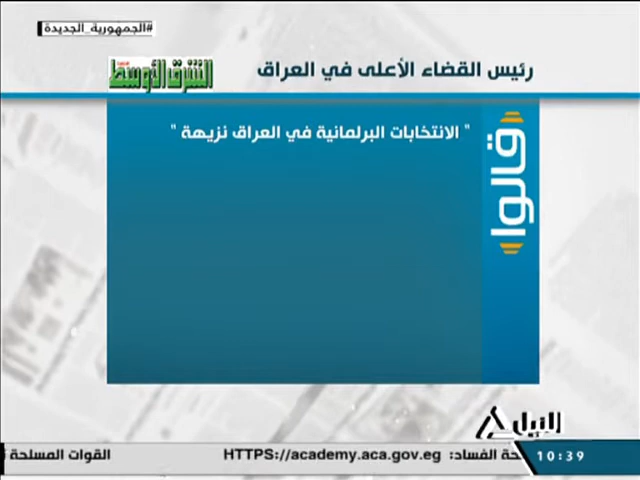 #الجمهورية_الجديدة
رئيس القضاء الأعلى في العراق
الشرق الأوسط
" الانتخابات البرلمانية في العراق نزيهة "
قالوا
النيل
10:39
حة الفساد: HTTPS://academy.aca.gov.eg
القوات المسلحة